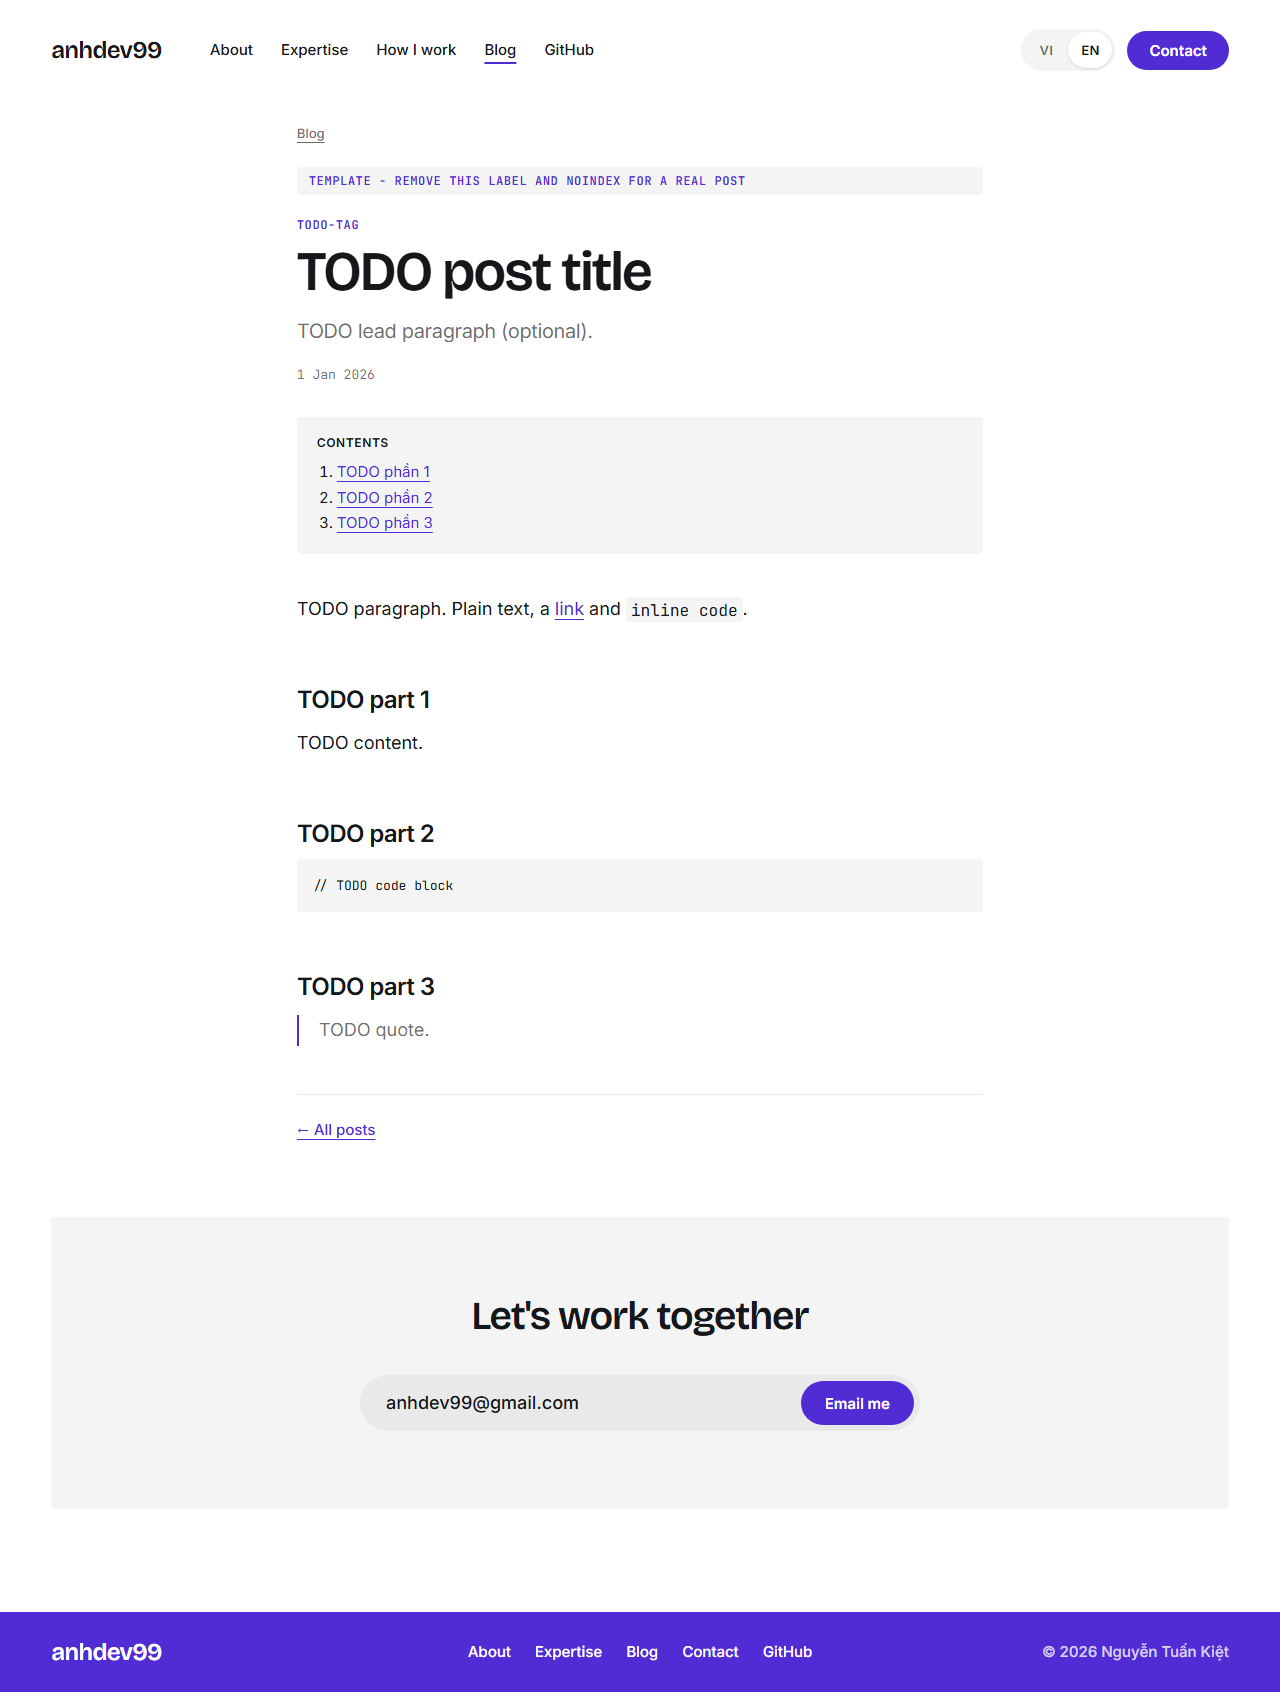 anhdev99
About Expertise How I work Blog GitHub
VI EN
Contact
Blog
TEMPLATE - REMOVE THIS LABEL AND NOINDEX FOR A REAL POST
TODO-TAG
TODO post title
TODO lead paragraph (optional).
1 Jan 2026
CONTENTS
1. TODO phần 1
2. TODO phần 2
3. TODO phần 3
TODO paragraph. Plain text, a link and inline code.
TODO part 1
TODO content.
TODO part 2
// TODO code block
TODO part 3
TODO quote.
← All posts
Let's work together
anhdev99@gmail.com
Email me
anhdev99
About Expertise Blog Contact GitHub
© 2026 Nguyễn Tuấn Kiệt